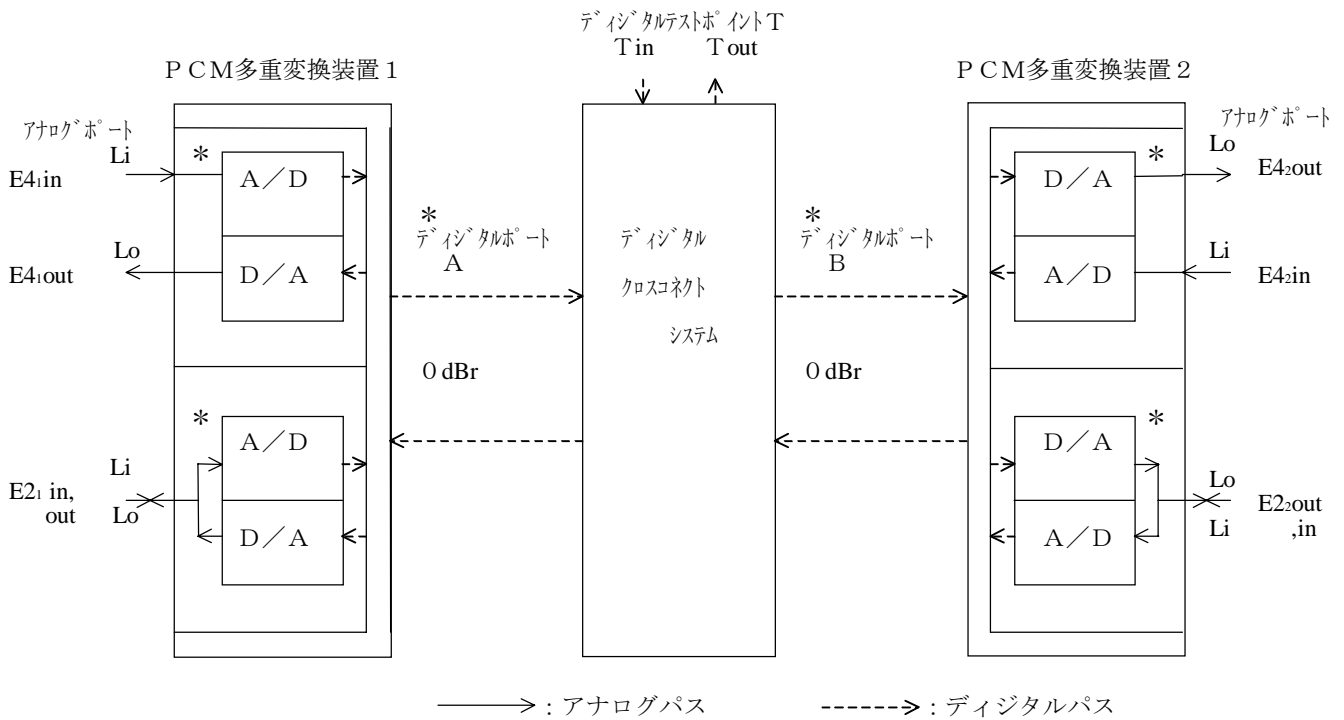 ディジタルテストポイントT
Tin Tout
PCM多重変換装置1
PCM多重変換装置2
アナログポート
アナログポート
Li
*
A/D
E4₁in
Lo
D/A
E4₁out
*
ディジタルポート
A
0dBr
ディジタル
クロスコネクト
システム
*
ディジタルポート
B
0dBr
D/A
*
Lo
E4₂out
A/D
Li
E4₂in
*
A/D
Li
E2₁ in,
out
Lo
D/A
D/A
*
Lo
E2₂out
,in
Li
A/D
:アナログパス
:ディジタルパス